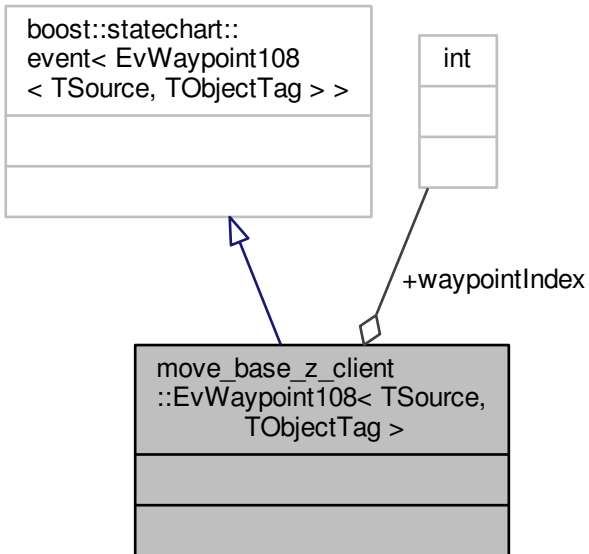 boost::statechart::
event< EvWaypoint108
< TSource, TObjectTag > >
int
+waypointIndex
move_base_z_client
::EvWaypoint108< TSource,
TObjectTag >